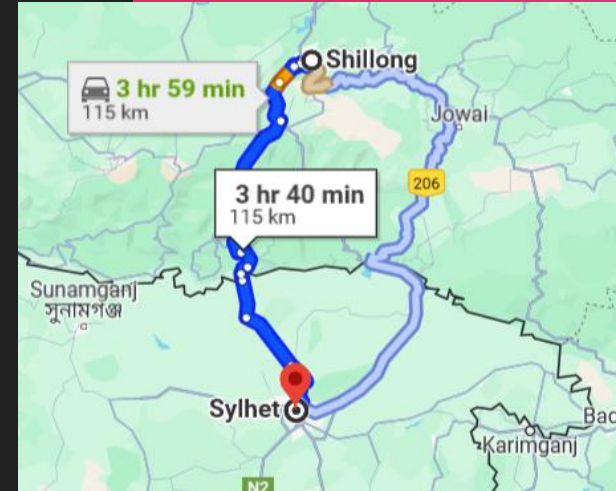 Shillong
3 hr 59 min
115 km
Jowai
206
3 hr 40 min
115 km
Sunamganj
সুনামগঞ্জ
Sylhet
Bad
Karimganj
N2